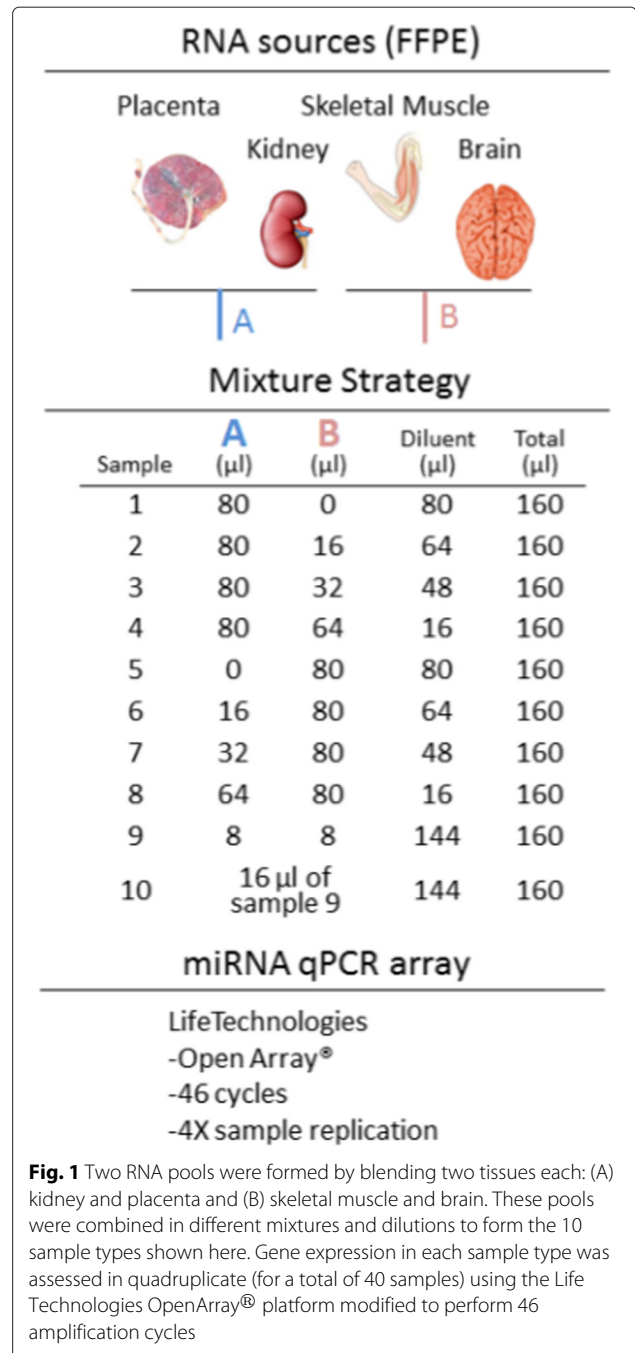 RNA sources (FFPE)
Placenta Skeletal Muscle
Kidney Brain
A B
Mixture Strategy
Sample A (µl) B (µl) Diluent (µl) Total (µl)
1 80 0 80 160
2 80 16 64 160
3 80 32 48 160
4 80 64 16 160
5 0 80 80 160
6 16 80 64 160
7 32 80 48 160
8 64 80 16 160
9 8 8 144 160
10 16 µl of sample 9 144 160
miRNA qPCR array
LifeTechnologies
-Open Array®
-46 cycles
-4X sample replication
Fig. 1 Two RNA pools were formed by blending two tissues each: (A)
kidney and placenta and (B) skeletal muscle and brain. These pools
were combined in different mixtures and dilutions to form the 10
sample types shown here. Gene expression in each sample type was
assessed in quadruplicate (for a total of 40 samples) using the Life
Technologies OpenArray® platform modified to perform 46
amplification cycles